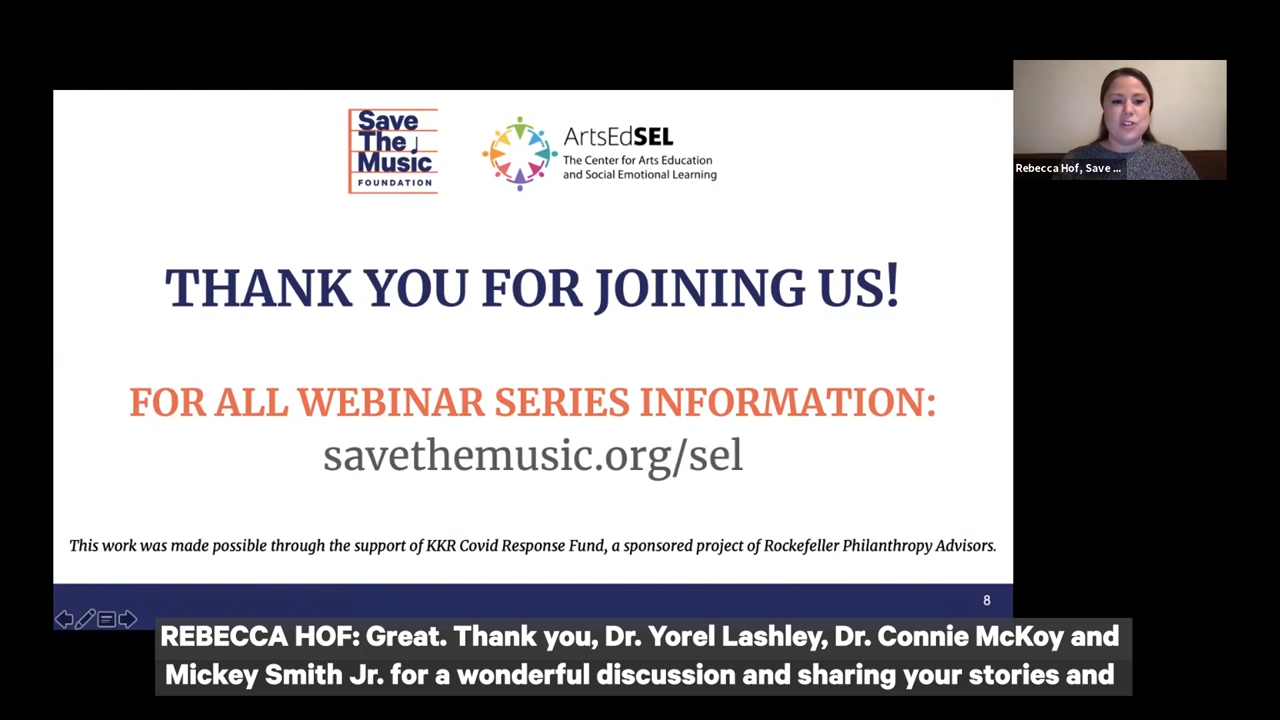 Save
The
Music
FOUNDATION
ArtsEdSEL
The Center for Arts Education
and Social Emotional Learning
Rebecca Hof, Save ...
THANK YOU FOR JOINING US!
FOR ALL WEBINAR SERIES INFORMATION:
savethemusic.org/sel
This work was made possible through the support of KKR Covid Response Fund, a sponsored project of Rockefeller Philanthropy Advisors.
8
REBECCA HOF: Great. Thank you, Dr. Yorel Lashley, Dr. Connie McKoy and
Mickey Smith Jr. for a wonderful discussion and sharing your stories and